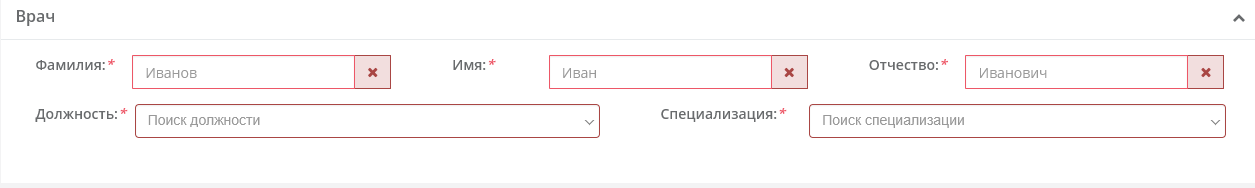 Врач
Фамилия:* Иванов Имя:* Иван Отчество:* Иванович
Должность:* Поиск должности Специализация:* Поиск специализации